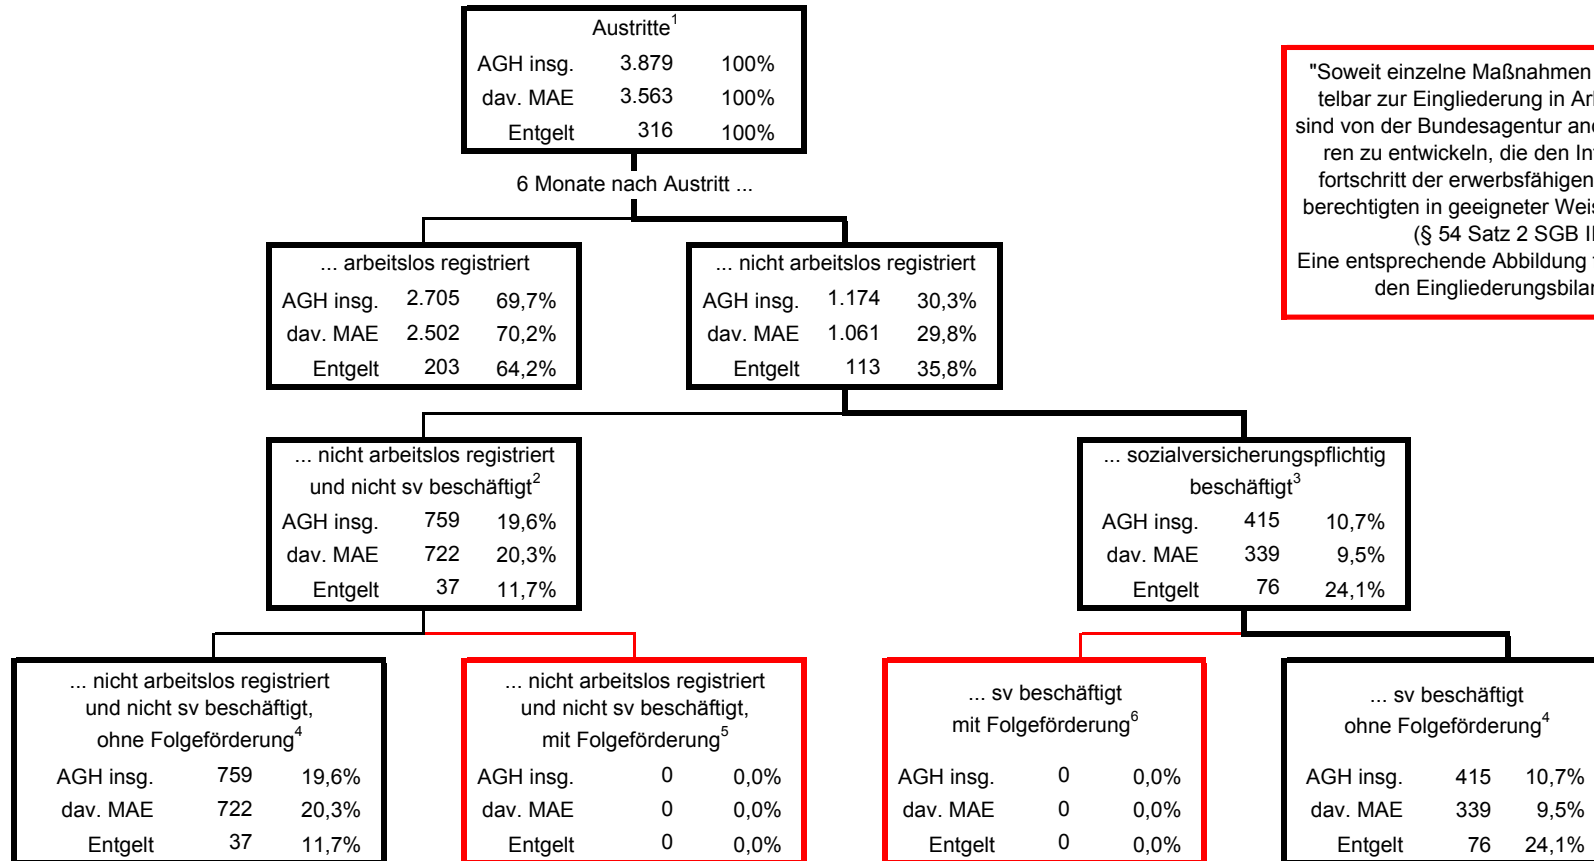 Austritte¹
AGH insg. 3.879 100%
dav. MAE 3.563 100%
Entgelt 316 100%
"Soweit einzelne Maßnahmen
telbar zur Eingliederung in
sind von der Bundesagentur
ren zu entwickeln, die den
fortschritt der erwerbsfähigen
berechtigten in geeigneter
(§ 54 Satz 2 SGB
Eine entsprechende Abbildung
den
6 Monate nach Austritt ...
... arbeitslos registriert
AGH insg. 2.705 69,7%
dav. MAE 2.502 70,2%
Entgelt 203 64,2%
... nicht arbeitslos registriert
AGH insg. 1.174 30,3%
dav. MAE 1.061 29,8%
Entgelt 113 35,8%
... nicht arbeitslos registriert
und nicht sv beschäftigt²
AGH insg. 759 19,6%
dav. MAE 722 20,3%
Entgelt 37 11,7%
... sozialversicherungspflichtig
beschäftigt³
AGH insg. 415 10,7%
dav. MAE 339 9,5%
Entgelt 76 24,1%
... nicht arbeitslos registriert
und nicht sv beschäftigt,
ohne Folgeförderung⁴
AGH insg. 759 19,6%
dav. MAE 722 20,3%
Entgelt 37 11,7%
... nicht arbeitslos registriert
und nicht sv beschäftigt,
mit Folgeförderung⁵
AGH insg. 0 0,0%
dav. MAE 0 0,0%
Entgelt 0 0,0%
... sv beschäftigt
mit Folgeförderung⁶
AGH insg. 0 0,0%
dav. MAE 0 0,0%
Entgelt 0 0,0%
... sv beschäftigt
ohne Folgeförderung⁴
AGH insg. 415 10,7%
dav. MAE 339 9,5%
Entgelt 76 24,1%